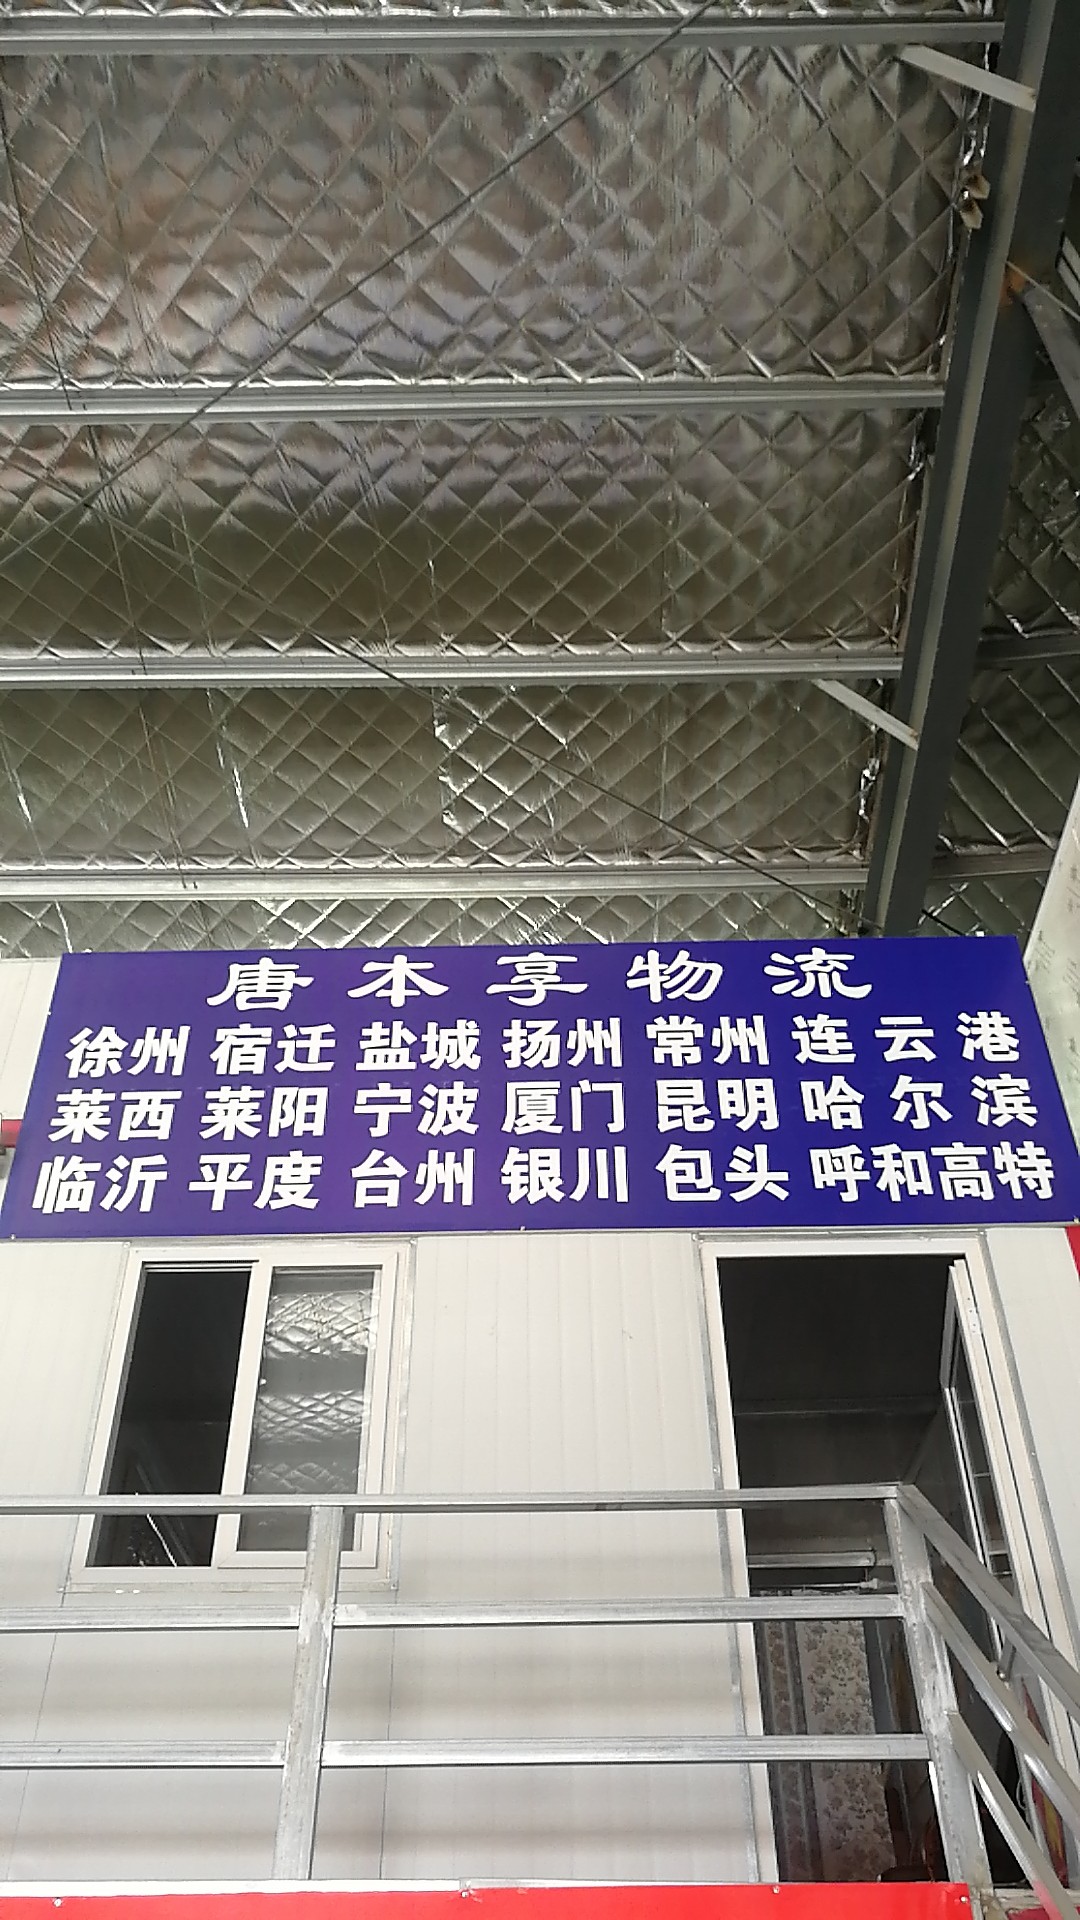 唐本享物流
徐州 宿迁 盐城 扬州 常州 连云港
莱西 莱阳 宁波 厦门 昆明 哈尔滨
临沂 平度 台州 银川 包头 呼和高特